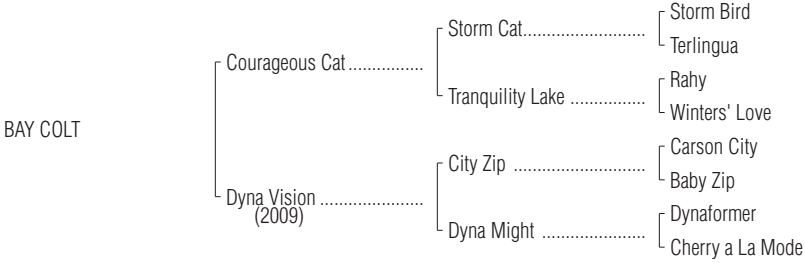 Storm Bird
Storm Cat..........................
Terlingua
Courageous Cat ................
Rahy
Tranquility Lake ................
Winters' Love
BAY COLT
Carson City
City Zip ............................
Baby Zip
Dyna Vision ......................
(2009)
Dynaformer
Dyna Might ......................
Cherry a La Mode